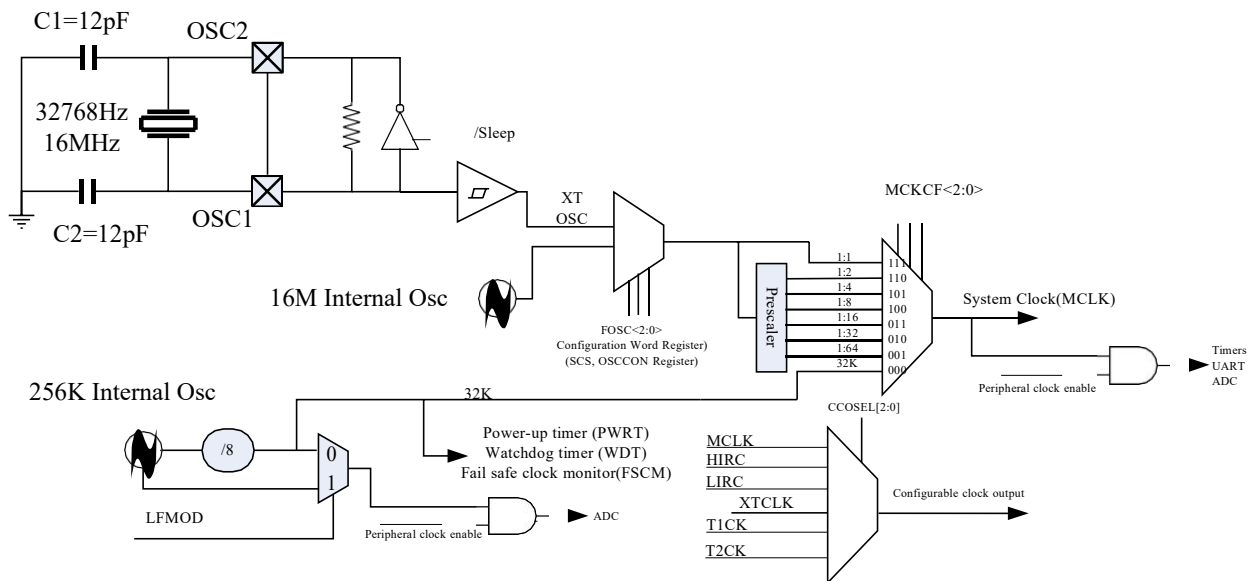 C1=12pF
OSC2
32768Hz
16MHz
/Sleep
OSC1
C2=12pF
XT
OSC
MCKCF<2:0>
16M Internal Osc
FOSC<2:0>
Configuration Word Register)
(SCS, OSCCON Register)
Prescaler
1:1
1:2
1:4
1:8
1:16
1:32
1:64
32K
111
110
101
100
011
010
001
000
System Clock(MCLK)
Peripheral clock enable
Timers
UART
ADC
256K Internal Osc
/8
32K
0
1
LFMOD
Power-up timer (PWRT)
Watchdog timer (WDT)
Fail safe clock monitor(FSCM)
Peripheral clock enable
ADC
CCOSEL[2:0]
MCLK
HIRC
LIRC
XTCLK
T1CK
T2CK
Configurable clock output